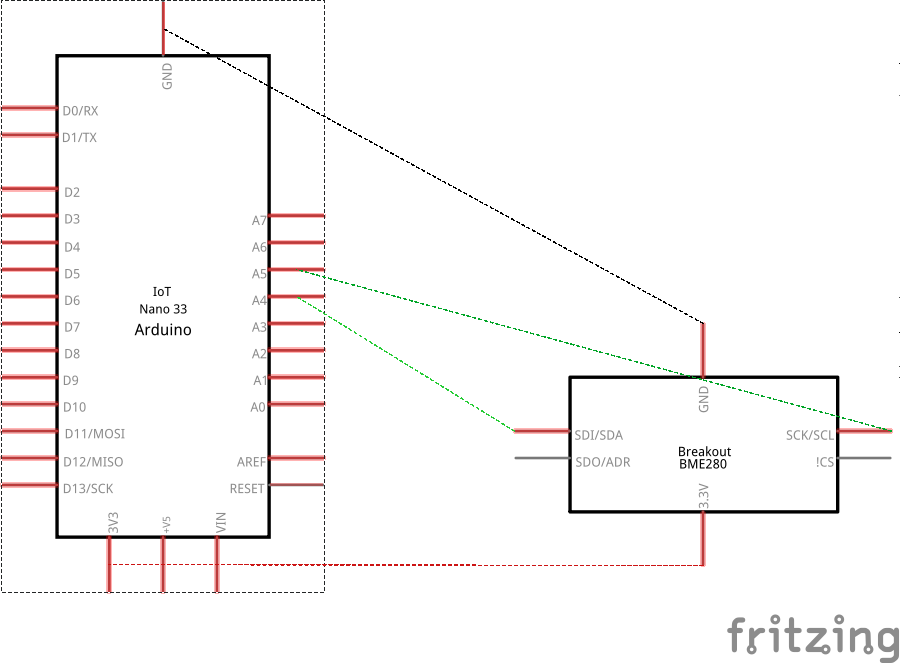 GND
D0/RX
D1/TX
D2
D3
D4
D5
D6
D7
D8
D9
D10
D11/MOSI
D12/MISO
D13/SCK
A7
A6
A5
A4
A3
A2
A1
A0
AREF
RESET
IoT
Nano 33
Arduino
3V3
+V5
VIN
GND
SDI/SDA
SDO/ADR
SCK/SCL
!CS
Breakout
BME280
3.3V
fritzing